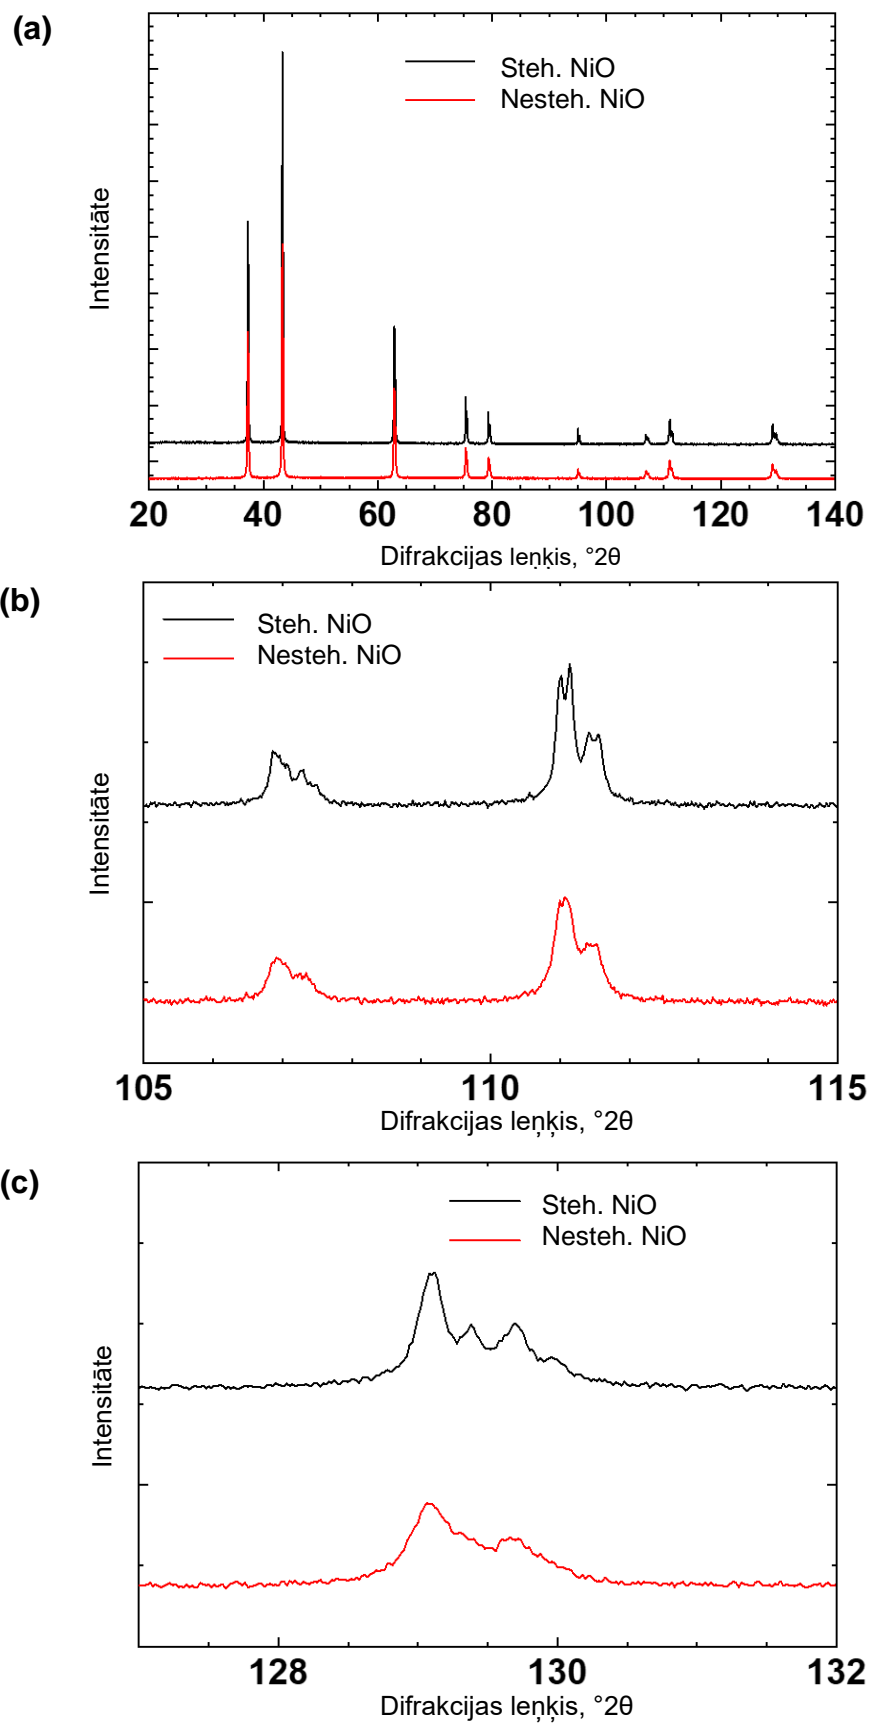 (a)
Steh. NiO
Nesteh. NiO
Intensitāte
20 40 60 80 100 120 140
Difrakcijas leņķis, °2θ
(b)
Steh. NiO
Nesteh. NiO
Intensitāte
105 110 115
Difrakcijas leņķis, °2θ
(c)
Steh. NiO
Nesteh. NiO
Intensitāte
128 130 132
Difrakcijas leņķis, °2θ